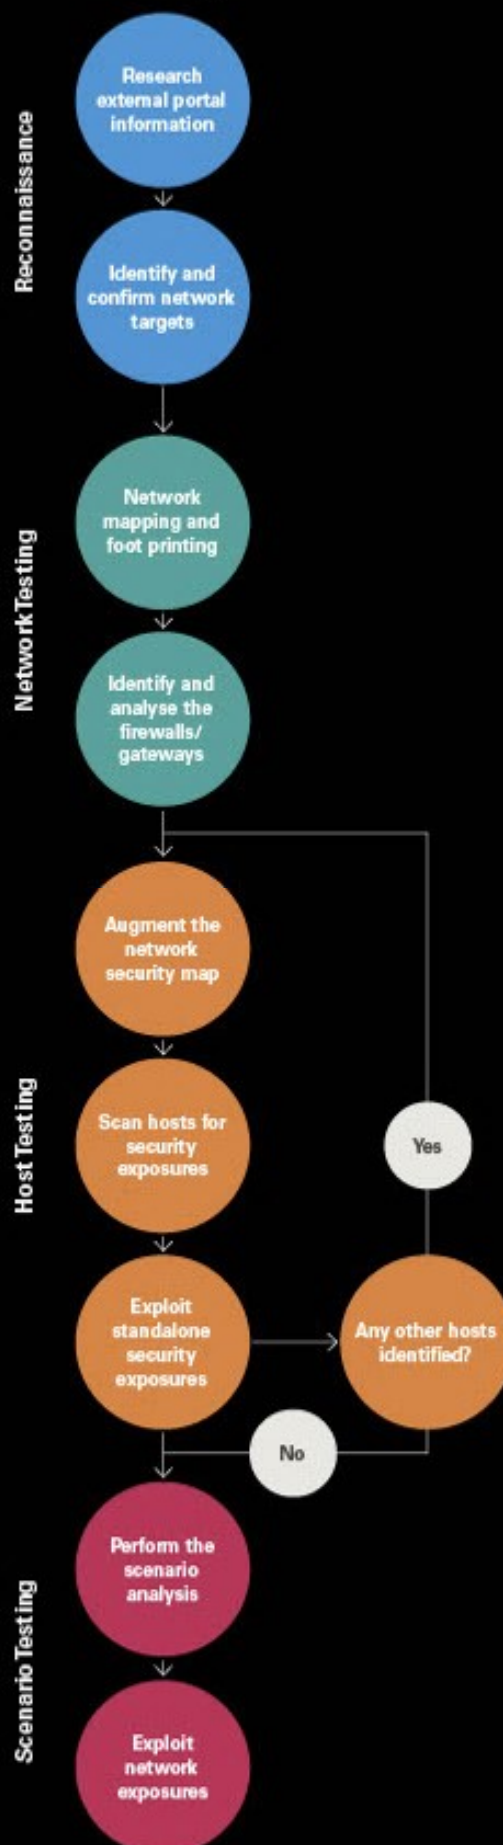 Reconnaissance
Research
external portal
information
Identify and
confirm network
targets
Network Testing
Network
mapping and
foot printing
Identify and
analyse the
firewalls/
gateways
Host Testing
Augment the
network
security map
Scan hosts for
security
exposures
Exploit
standalone
security
exposures
Any other hosts
identified?
Yes
No
Scenario Testing
Perform the
scenario
analysis
Exploit
network
exposures